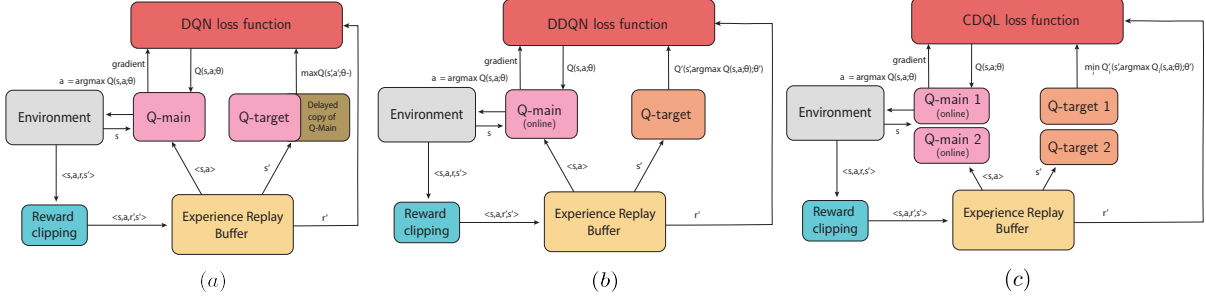 DQN loss function
gradient
Q(s,a;θ)
maxQ(s',a';θ-)
a = argmax Q(s,a;θ)
Environment
s
Q-main
Q-target
Delayed
copy of
Q-Main
<s,a,r,s'>
<s,a>
s'
Reward
clipping
<s,a,r',s'>
Experience Replay
Buffer
r'
(a)
DDQN loss function
gradient
Q(s,a;θ)
Q'(s',argmax Q(s,a;θ);θ')
a = argmax Q(s,a;θ)
Environment
s
Q-main
(online)
Q-target
<s,a,r,s'>
<s,a>
s'
Reward
clipping
<s,a,r',s'>
Experience Replay
Buffer
r'
(b)
CDQL loss function
gradient
Q(s,a;θ)
min Q'i(s',argmax Qi(s,a;θ);θ')
i
a = argmax Q(s,a;θ)
Environment
s
Q-main 1
(online)
Q-main 2
(online)
Q-target 1
Q-target 2
<s,a,r,s'>
<s,a>
s'
Reward
clipping
<s,a,r',s'>
Experience Replay
Buffer
r'
(c)